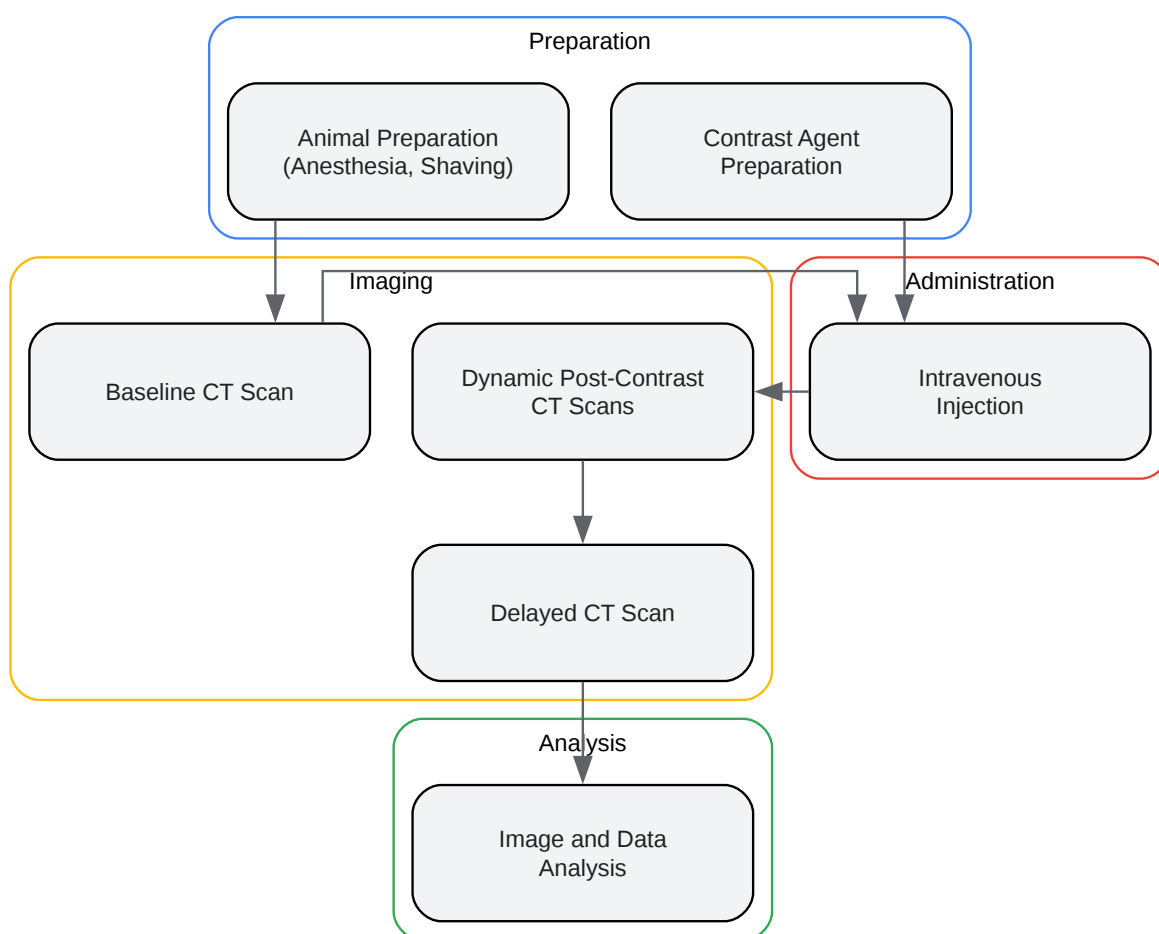 Preparation
Animal Preparation
(Anesthesia, Shaving)
Contrast Agent
Preparation
Imaging
Administration
Baseline CT Scan
Dynamic Post-Contrast
CT Scans
Intravenous
Injection
Delayed CT Scan
Analysis
Image and Data
Analysis